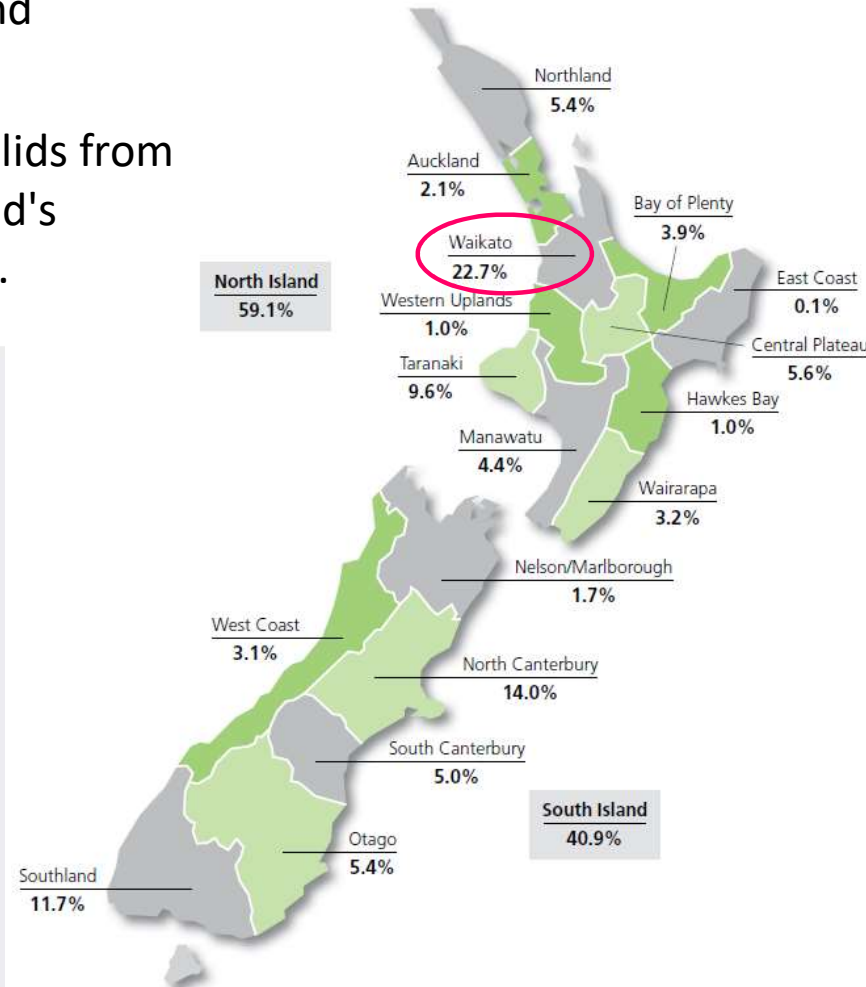 nd
lids from
d's
.
Northland
5.4%
Auckland
2.1%
Bay of Plenty
3.9%
Waikato
22.7%
East Coast
0.1%
North Island
59.1%
Western Uplands
1.0%
Central Plateau
5.6%
Taranaki
9.6%
Hawkes Bay
1.0%
Manawatu
4.4%
Wairarapa
3.2%
Nelson/Marlborough
1.7%
West Coast
3.1%
North Canterbury
14.0%
South Canterbury
5.0%
South Island
40.9%
Otago
5.4%
Southland
11.7%